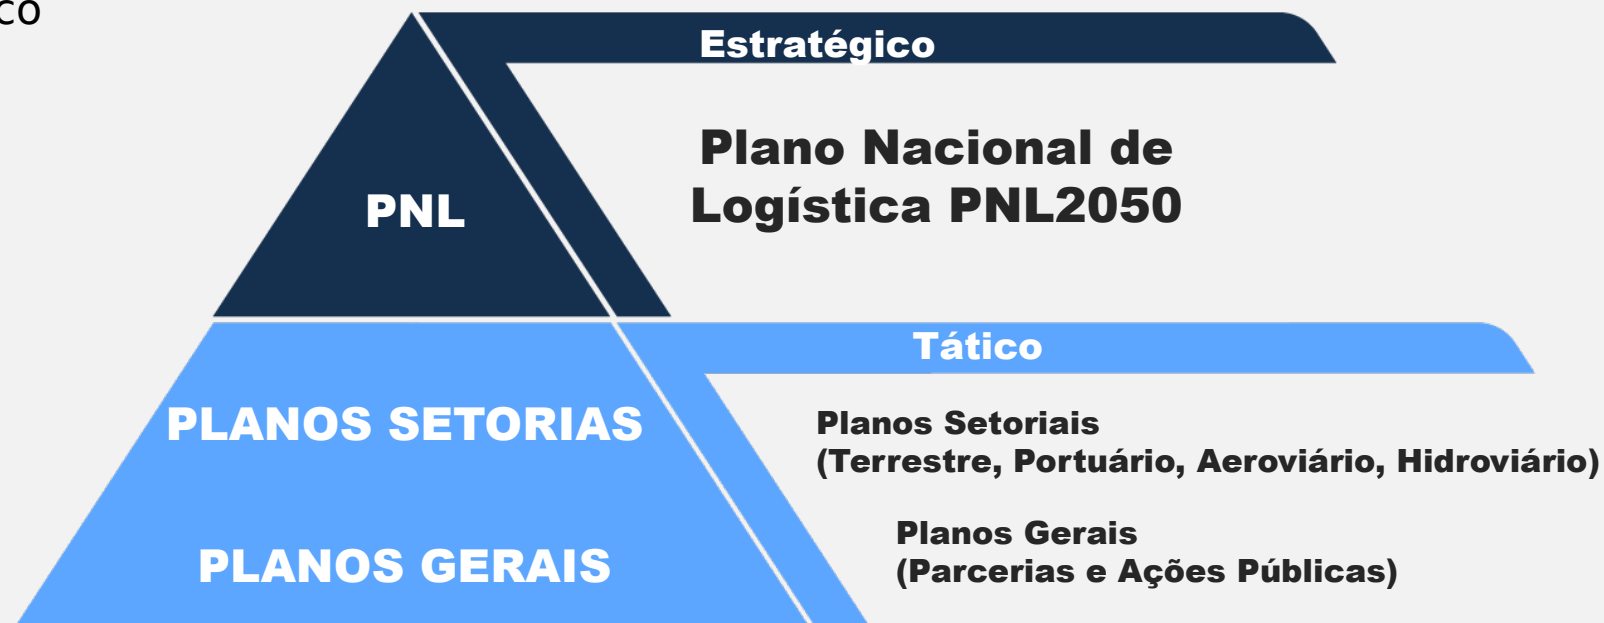 co
Estratégico
Plano Nacional de
Logística PNL2050
PNL
Tático
PLANOS SETORIAS
Planos Setoriais
(Terrestre, Portuário, Aeroviário, Hidroviário)
PLANOS GERAIS
Planos Gerais
(Parcerias e Ações Públicas)